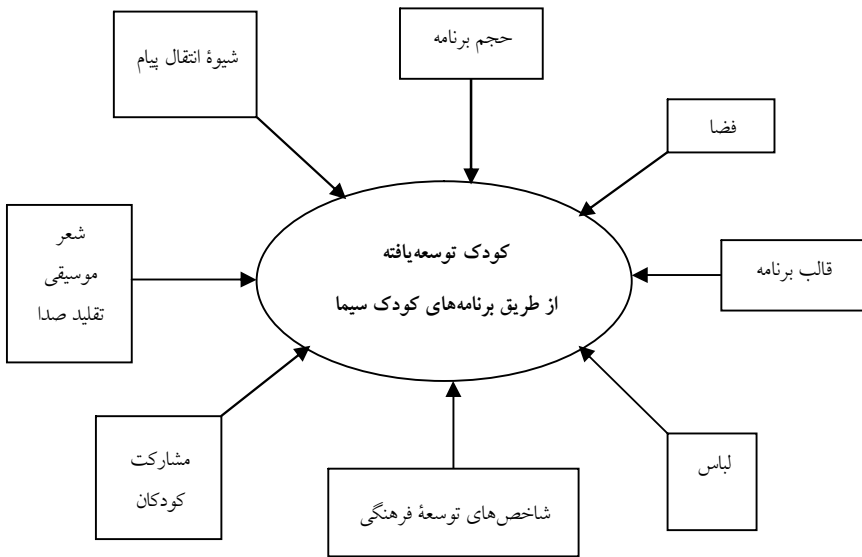 حجم برنامه
شیوهٔ انتقال پیام
فضا
کودک توسعه‌یافته
از طریق برنامه‌های کودک سیما
قالب برنامه
شعر
موسیقی
تقلید صدا
لباس
مشارکت
کودکان
شاخص‌های توسعهٔ فرهنگی